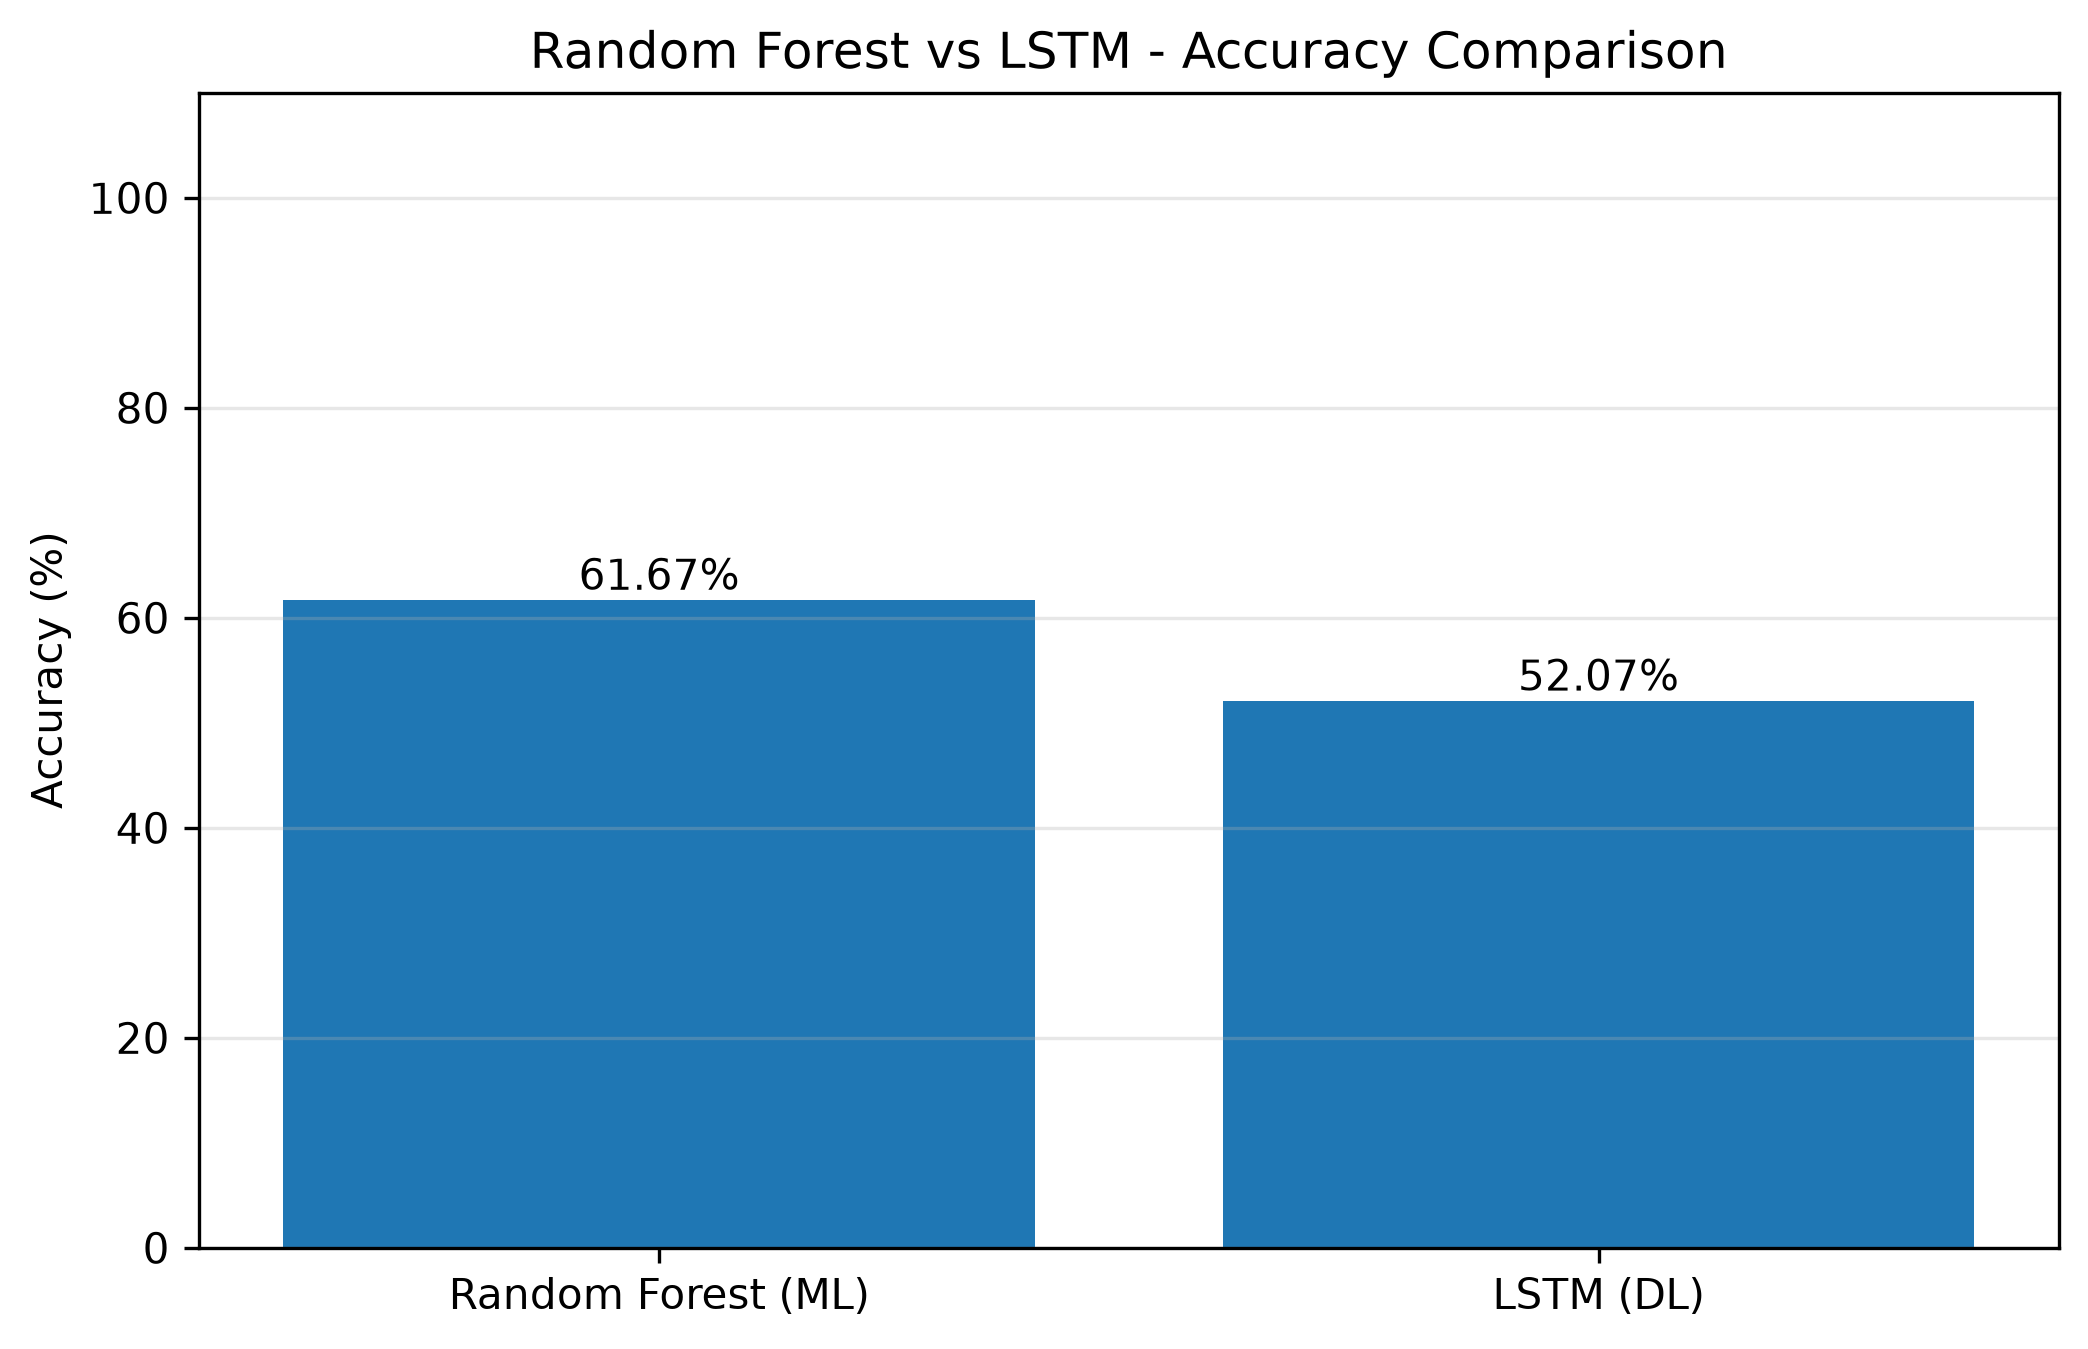 Random Forest vs LSTM - Accuracy Comparison
Accuracy (%)
100
80
60
40
20
0
61.67%
52.07%
Random Forest (ML)
LSTM (DL)